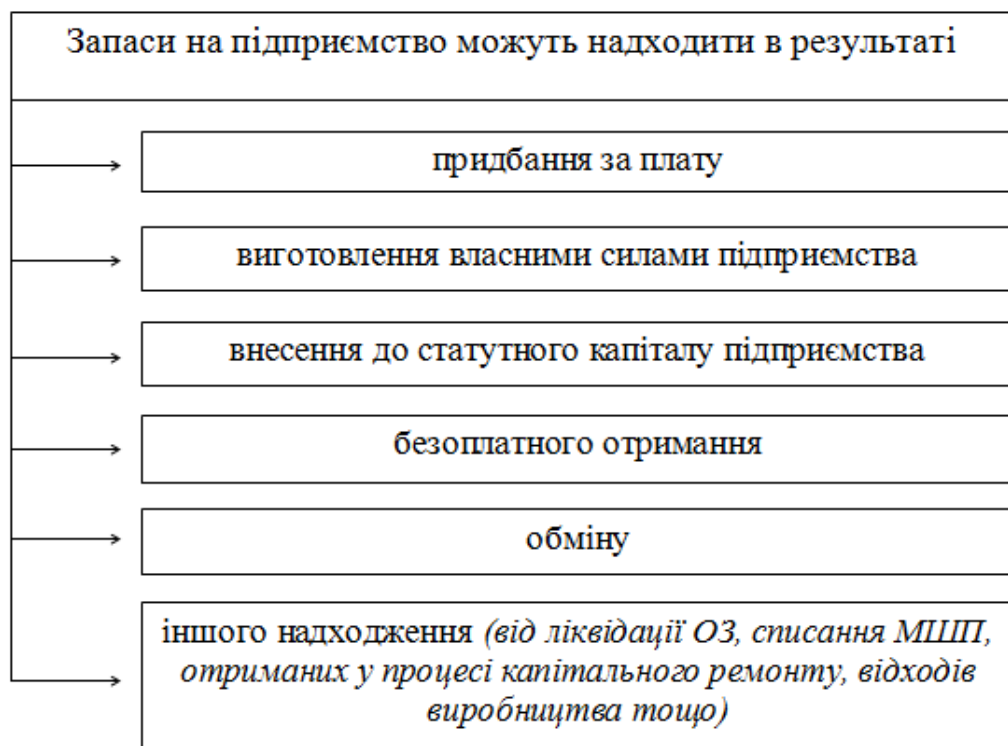 Запаси на підприємство можуть надходити в результаті
придбання за плату
виготовлення власними силами підприємства
внесення до статутного капіталу підприємства
безоплатного отримання
обміну
іншого надходження (від ліквідації ОЗ, списання МШП,
отриманих у процесі капітального ремонту, відходів
виробництва тощо)